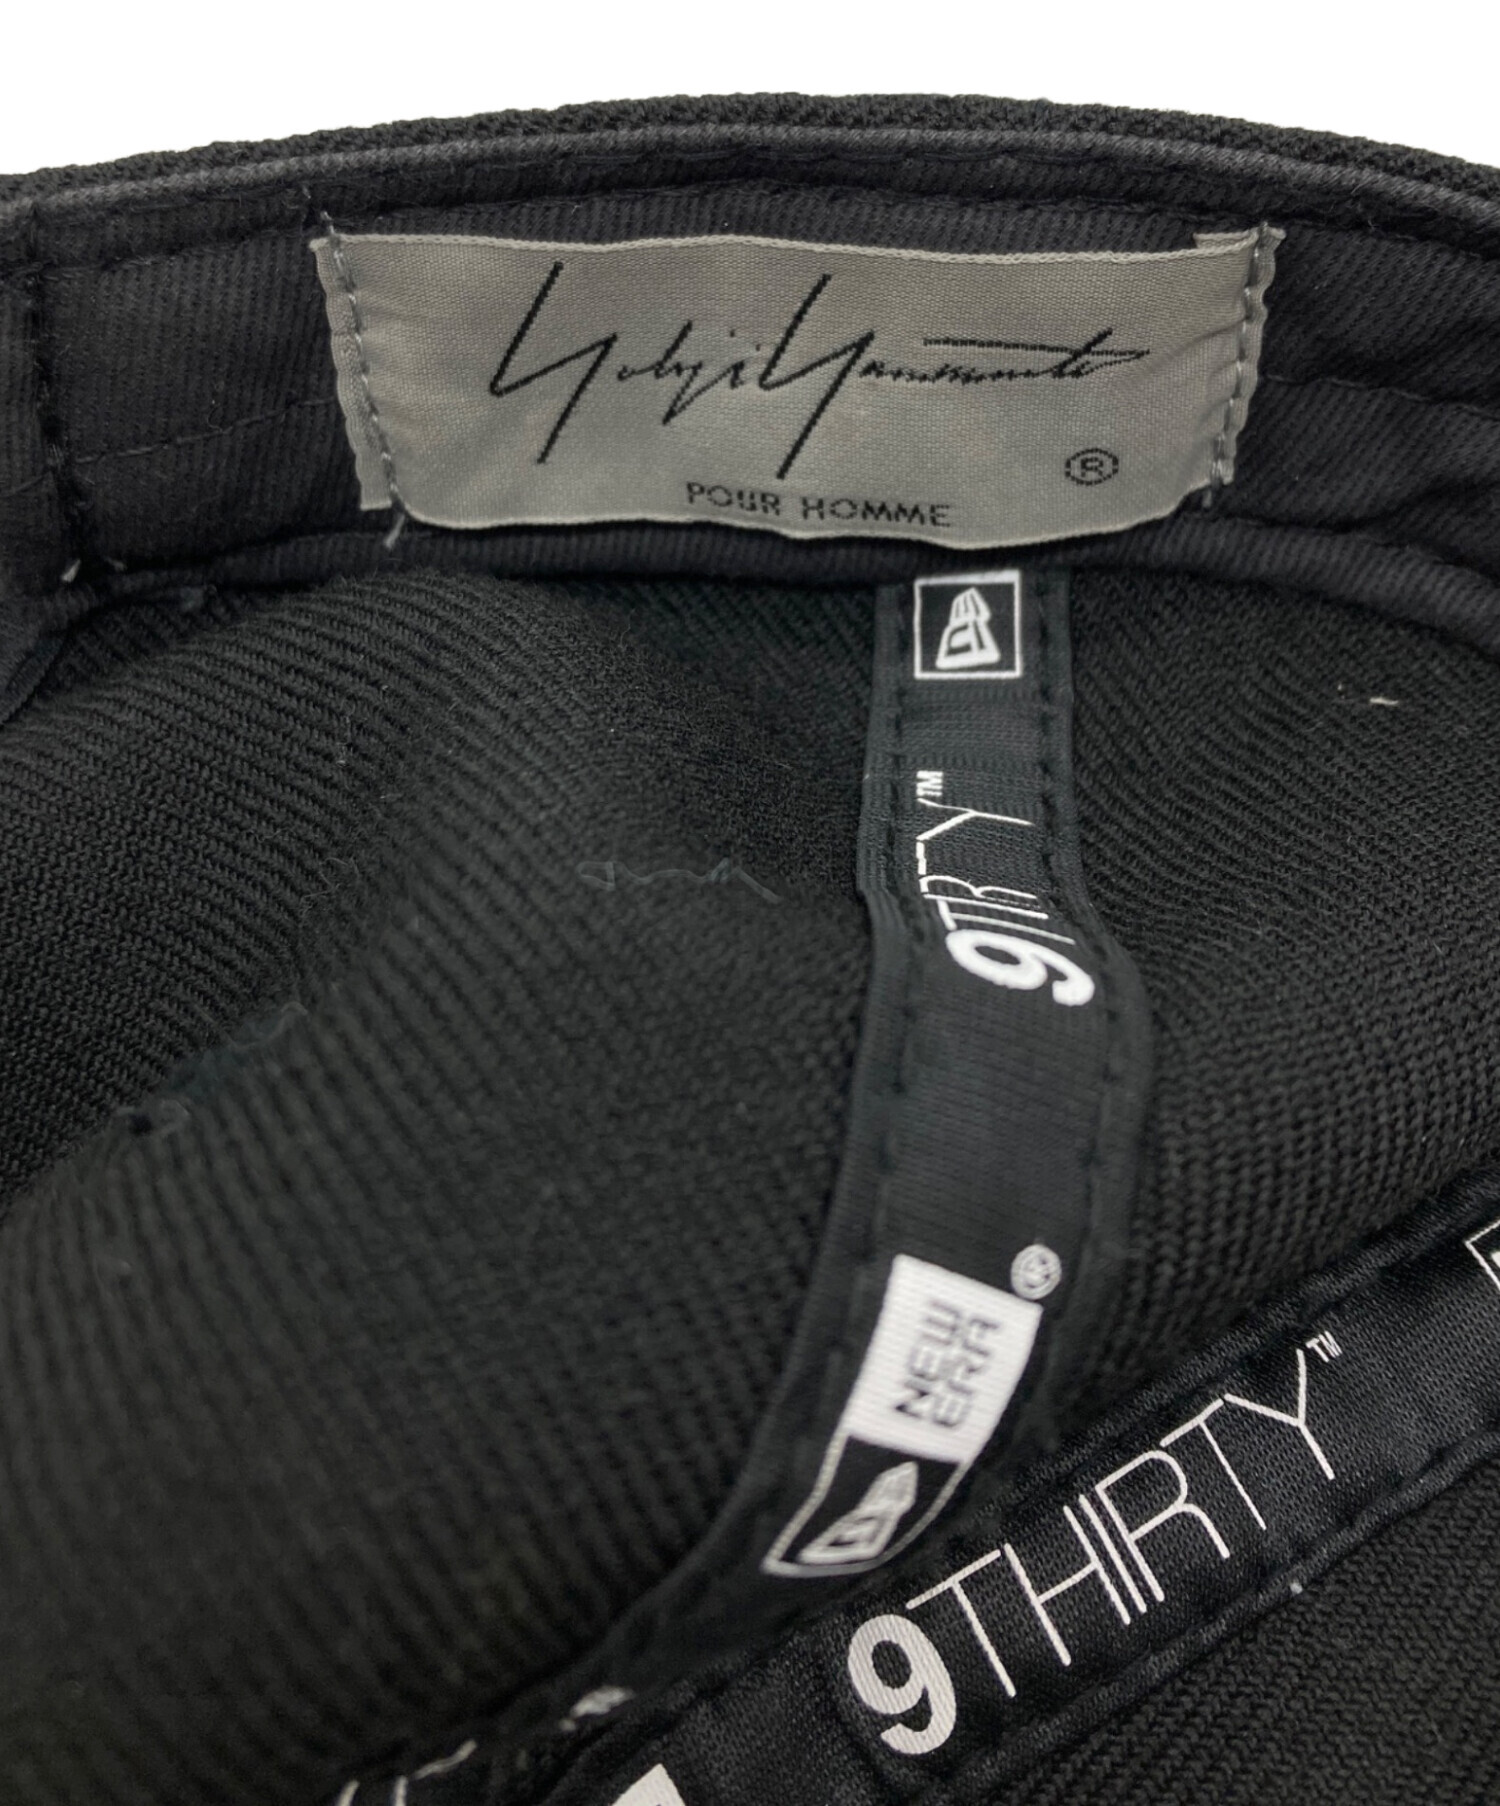 Yohji Yamamoto
®
POUR HOMME
9THIRTY™
NEW
ERA
®
9THIRTY™